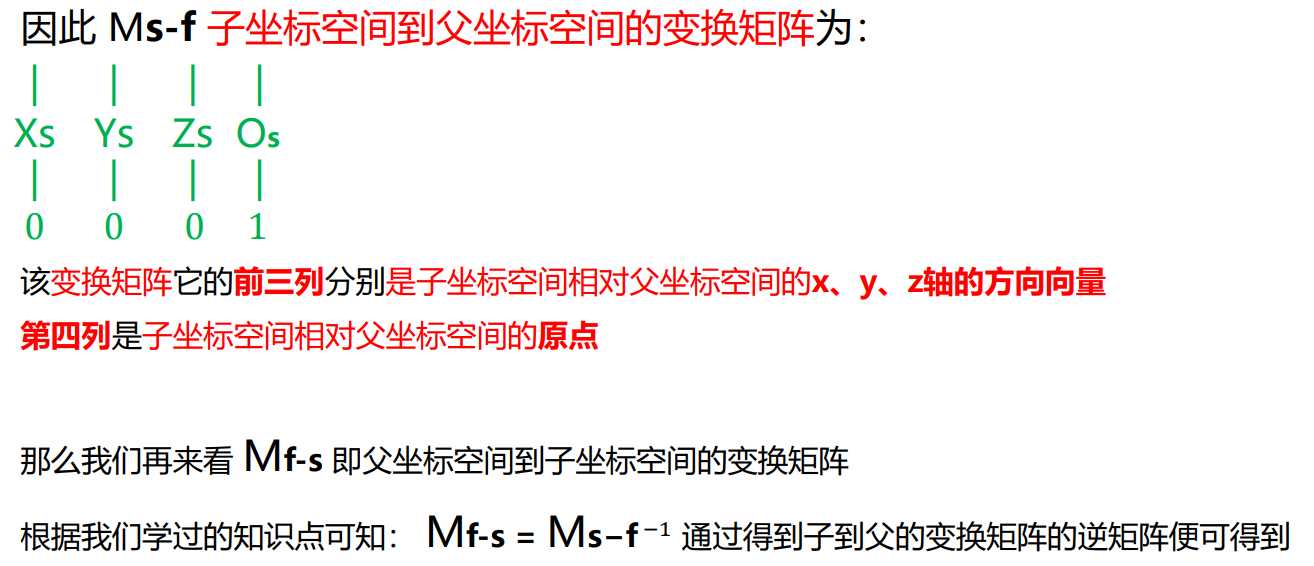 因此 Ms-f 子坐标空间到父坐标空间的变换矩阵为：
| | | |
Xs Ys Zs Os
| | | |
0 0 0 1
该变换矩阵它的前三列分别是子坐标空间相对父坐标空间的x、y、z轴的方向向量
第四列是子坐标空间相对父坐标空间的原点
那么我们再来看 Mf-s 即父坐标空间到子坐标空间的变换矩阵
根据我们学过的知识点可知： Mf-s = Ms−f⁻¹ 通过得到子到父的变换矩阵的逆矩阵便可得到